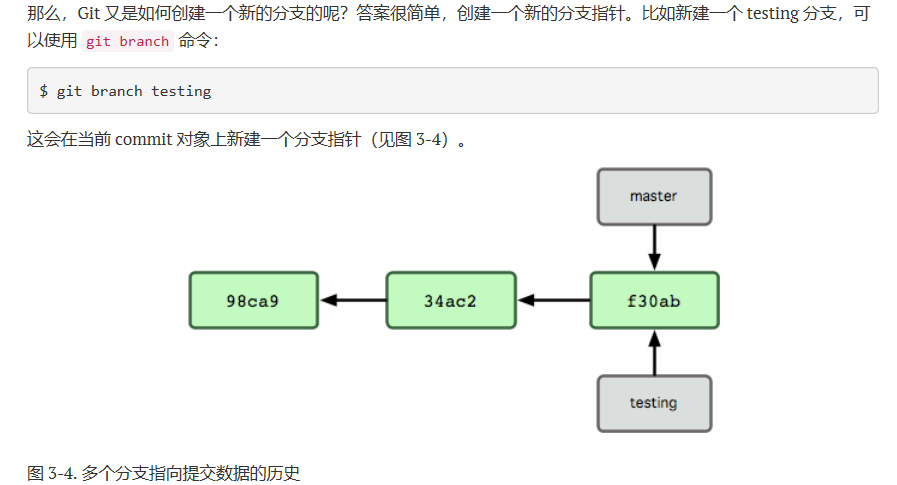 那么，Git 又是如何创建一个新的分支的呢？答案很简单，创建一个新的分支指针。比如新建一个 testing 分支，可
以使用 git branch 命令：
$ git branch testing
这会在当前 commit 对象上新建一个分支指针（见图 3-4）。
master
98ca9
34ac2
f30ab
testing
图 3-4. 多个分支指向提交数据的历史